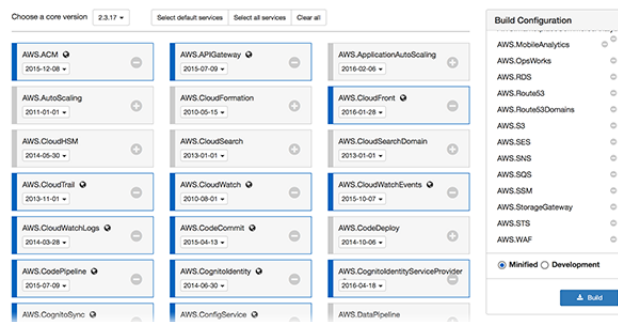 Choose a core version 2.3.17
Select default services Select all services Clear all
AWS.ACM
2015-12-08
AWS.APIGateway
2015-07-09
AWS.ApplicationAutoScaling
2016-02-06
AWS.AutoScaling
2011-01-01
AWS.CloudFormation
2010-05-15
AWS.CloudFront
2016-01-28
AWS.CloudHSM
2014-05-30
AWS.CloudSearch
2013-01-01
AWS.CloudSearchDomain
2013-01-01
AWS.CloudTrail
2013-11-01
AWS.CloudWatch
2010-08-01
AWS.CloudWatchEvents
2015-10-07
AWS.CloudWatchLogs
2014-03-28
AWS.CodeCommit
2015-04-13
AWS.CodeDeploy
2014-10-06
AWS.CodePipeline
2015-07-09
AWS.CognitoIdentity
2014-06-30
AWS.CognitoIdentityServiceProvider
2016-04-18
AWS.CognitoSync
AWS.ConfigService
AWS.DataPipeline
Build Configuration
AWS.MobileAnalytics
AWS.OpsWorks
AWS.RDS
AWS.Route53
AWS.Route53Domains
AWS.S3
AWS.SES
AWS.SNS
AWS.SQS
AWS.SSM
AWS.StorageGateway
AWS.STS
AWS.WAF
Minified Development
Build